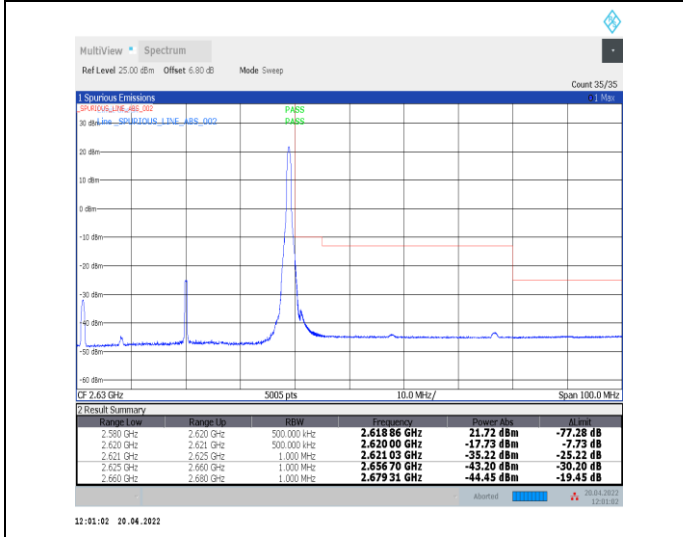 MultiView Spectrum
Ref Level 25.00 dBm Offset 6.80 dB Mode Sweep
Count 35/35
1 Spurious Emissions 1 Max
_SPURIOUS_LINE_ABS_002 PASS
30 dBm Line _SPURIOUS_LINE_ABS_002 PASS
20 dBm
10 dBm
0 dBm
-10 dBm
-20 dBm
-30 dBm
-40 dBm
-50 dBm
-60 dBm
CF 2.63 GHz 5005 pts 10.0 MHz/ Span 100.0 MHz
2 Result Summary
Range Low Range Up RBW Frequency Power Abs ΔLimit
2.580 GHz 2.620 GHz 500.000 kHz 2.618 86 GHz 21.72 dBm -77.28 dB
2.620 GHz 2.621 GHz 500.000 kHz 2.620 00 GHz -17.73 dBm -7.73 dB
2.621 GHz 2.625 GHz 1.000 MHz 2.621 03 GHz -35.22 dBm -25.22 dB
2.625 GHz 2.660 GHz 1.000 MHz 2.656 70 GHz -43.20 dBm -30.20 dB
2.660 GHz 2.680 GHz 1.000 MHz 2.679 31 GHz -44.45 dBm -19.45 dB
Aborted 20.04.2022
12:01:02
12:01:02 20.04.2022